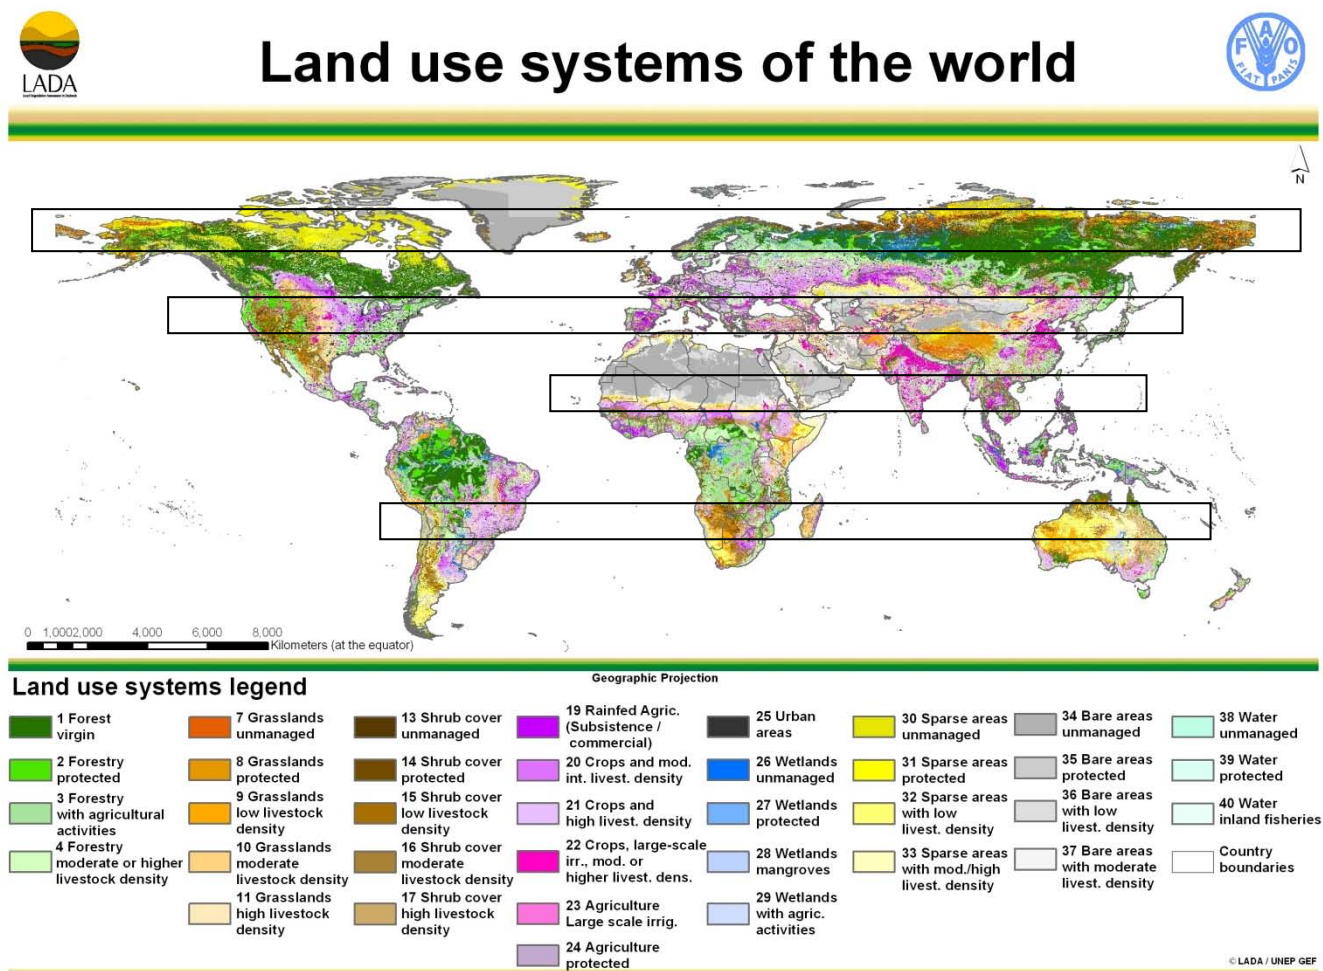 LADA
Land use systems of the world
F A O
FIAT PANIS
N
0 1,0002,000 4,000 6,000 8,000
Kilometers (at the equator)
Geographic Projection
Land use systems legend
1 Forest
virgin
2 Forestry
protected
3 Forestry
with agricultural
activities
4 Forestry
moderate or higher
livestock density
7 Grasslands
unmanaged
8 Grasslands
protected
9 Grasslands
low livestock
density
10 Grasslands
moderate
livestock density
11 Grasslands
high livestock
density
13 Shrub cover
unmanaged
14 Shrub cover
protected
15 Shrub cover
low livestock
density
16 Shrub cover
moderate
livestock density
17 Shrub cover
high livestock
density
19 Rainfed Agric.
(Subsistence /
commercial)
20 Crops and mod.
int. livest. density
21 Crops and
high livest. density
22 Crops, large-scale
irr., mod. or
higher livest. dens.
23 Agriculture
Large scale irrig.
24 Agriculture
protected
25 Urban
areas
26 Wetlands
unmanaged
27 Wetlands
protected
28 Wetlands
mangroves
29 Wetlands
with agric.
activities
30 Sparse areas
unmanaged
31 Sparse areas
protected
32 Sparse areas
with low
livest. density
33 Sparse areas
with mod./high
livest. density
34 Bare areas
unmanaged
35 Bare areas
protected
36 Bare areas
with low
livest. density
37 Bare areas
with moderate
livest. density
38 Water
unmanaged
39 Water
protected
40 Water
inland fisheries
Country
boundaries
© LADA / UNEP GEF